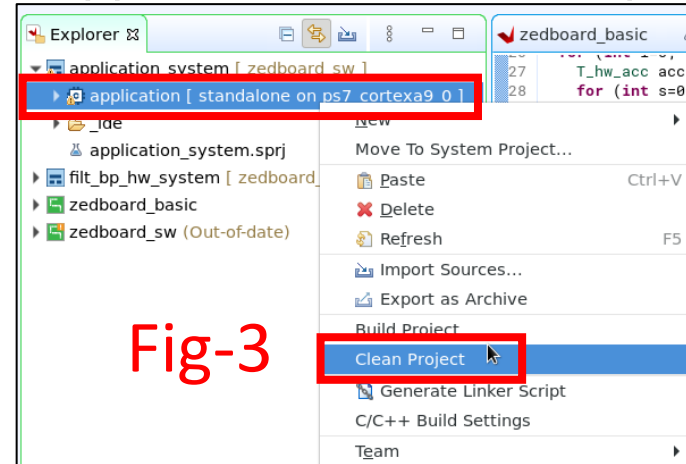 Explorer
zedboard_basic
application_system [ zedboard_sw ]
27 T_hw_acc acc
application [ standalone on ps7_cortexa9_0 ]
28 for (int s=0
_ide
New
application_system.sprj
Move To System Project...
filt_bp_hw_system [ zedboard_
Paste Ctrl+V
zedboard_basic
Delete
zedboard_sw (Out-of-date)
Refresh F5
Import Sources...
Export as Archive
Fig-3
Build Project
Clean Project
Generate Linker Script
C/C++ Build Settings
Team